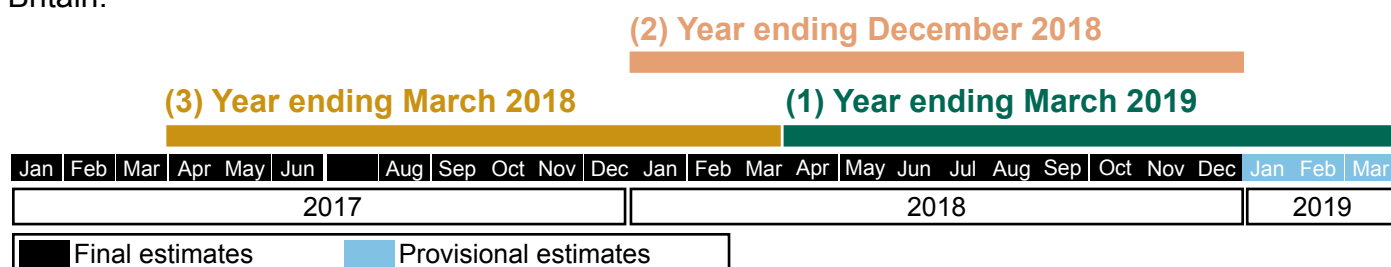 Britain.
(2) Year ending December 2018
(3) Year ending March 2018 (1) Year ending March 2019
Jan Feb Mar Apr May Jun Aug Sep Oct Nov Dec Jan Feb Mar Apr May Jun Jul Aug Sep Oct Nov Dec Jan Feb Mar
2017 2018 2019
Final estimates Provisional estimates